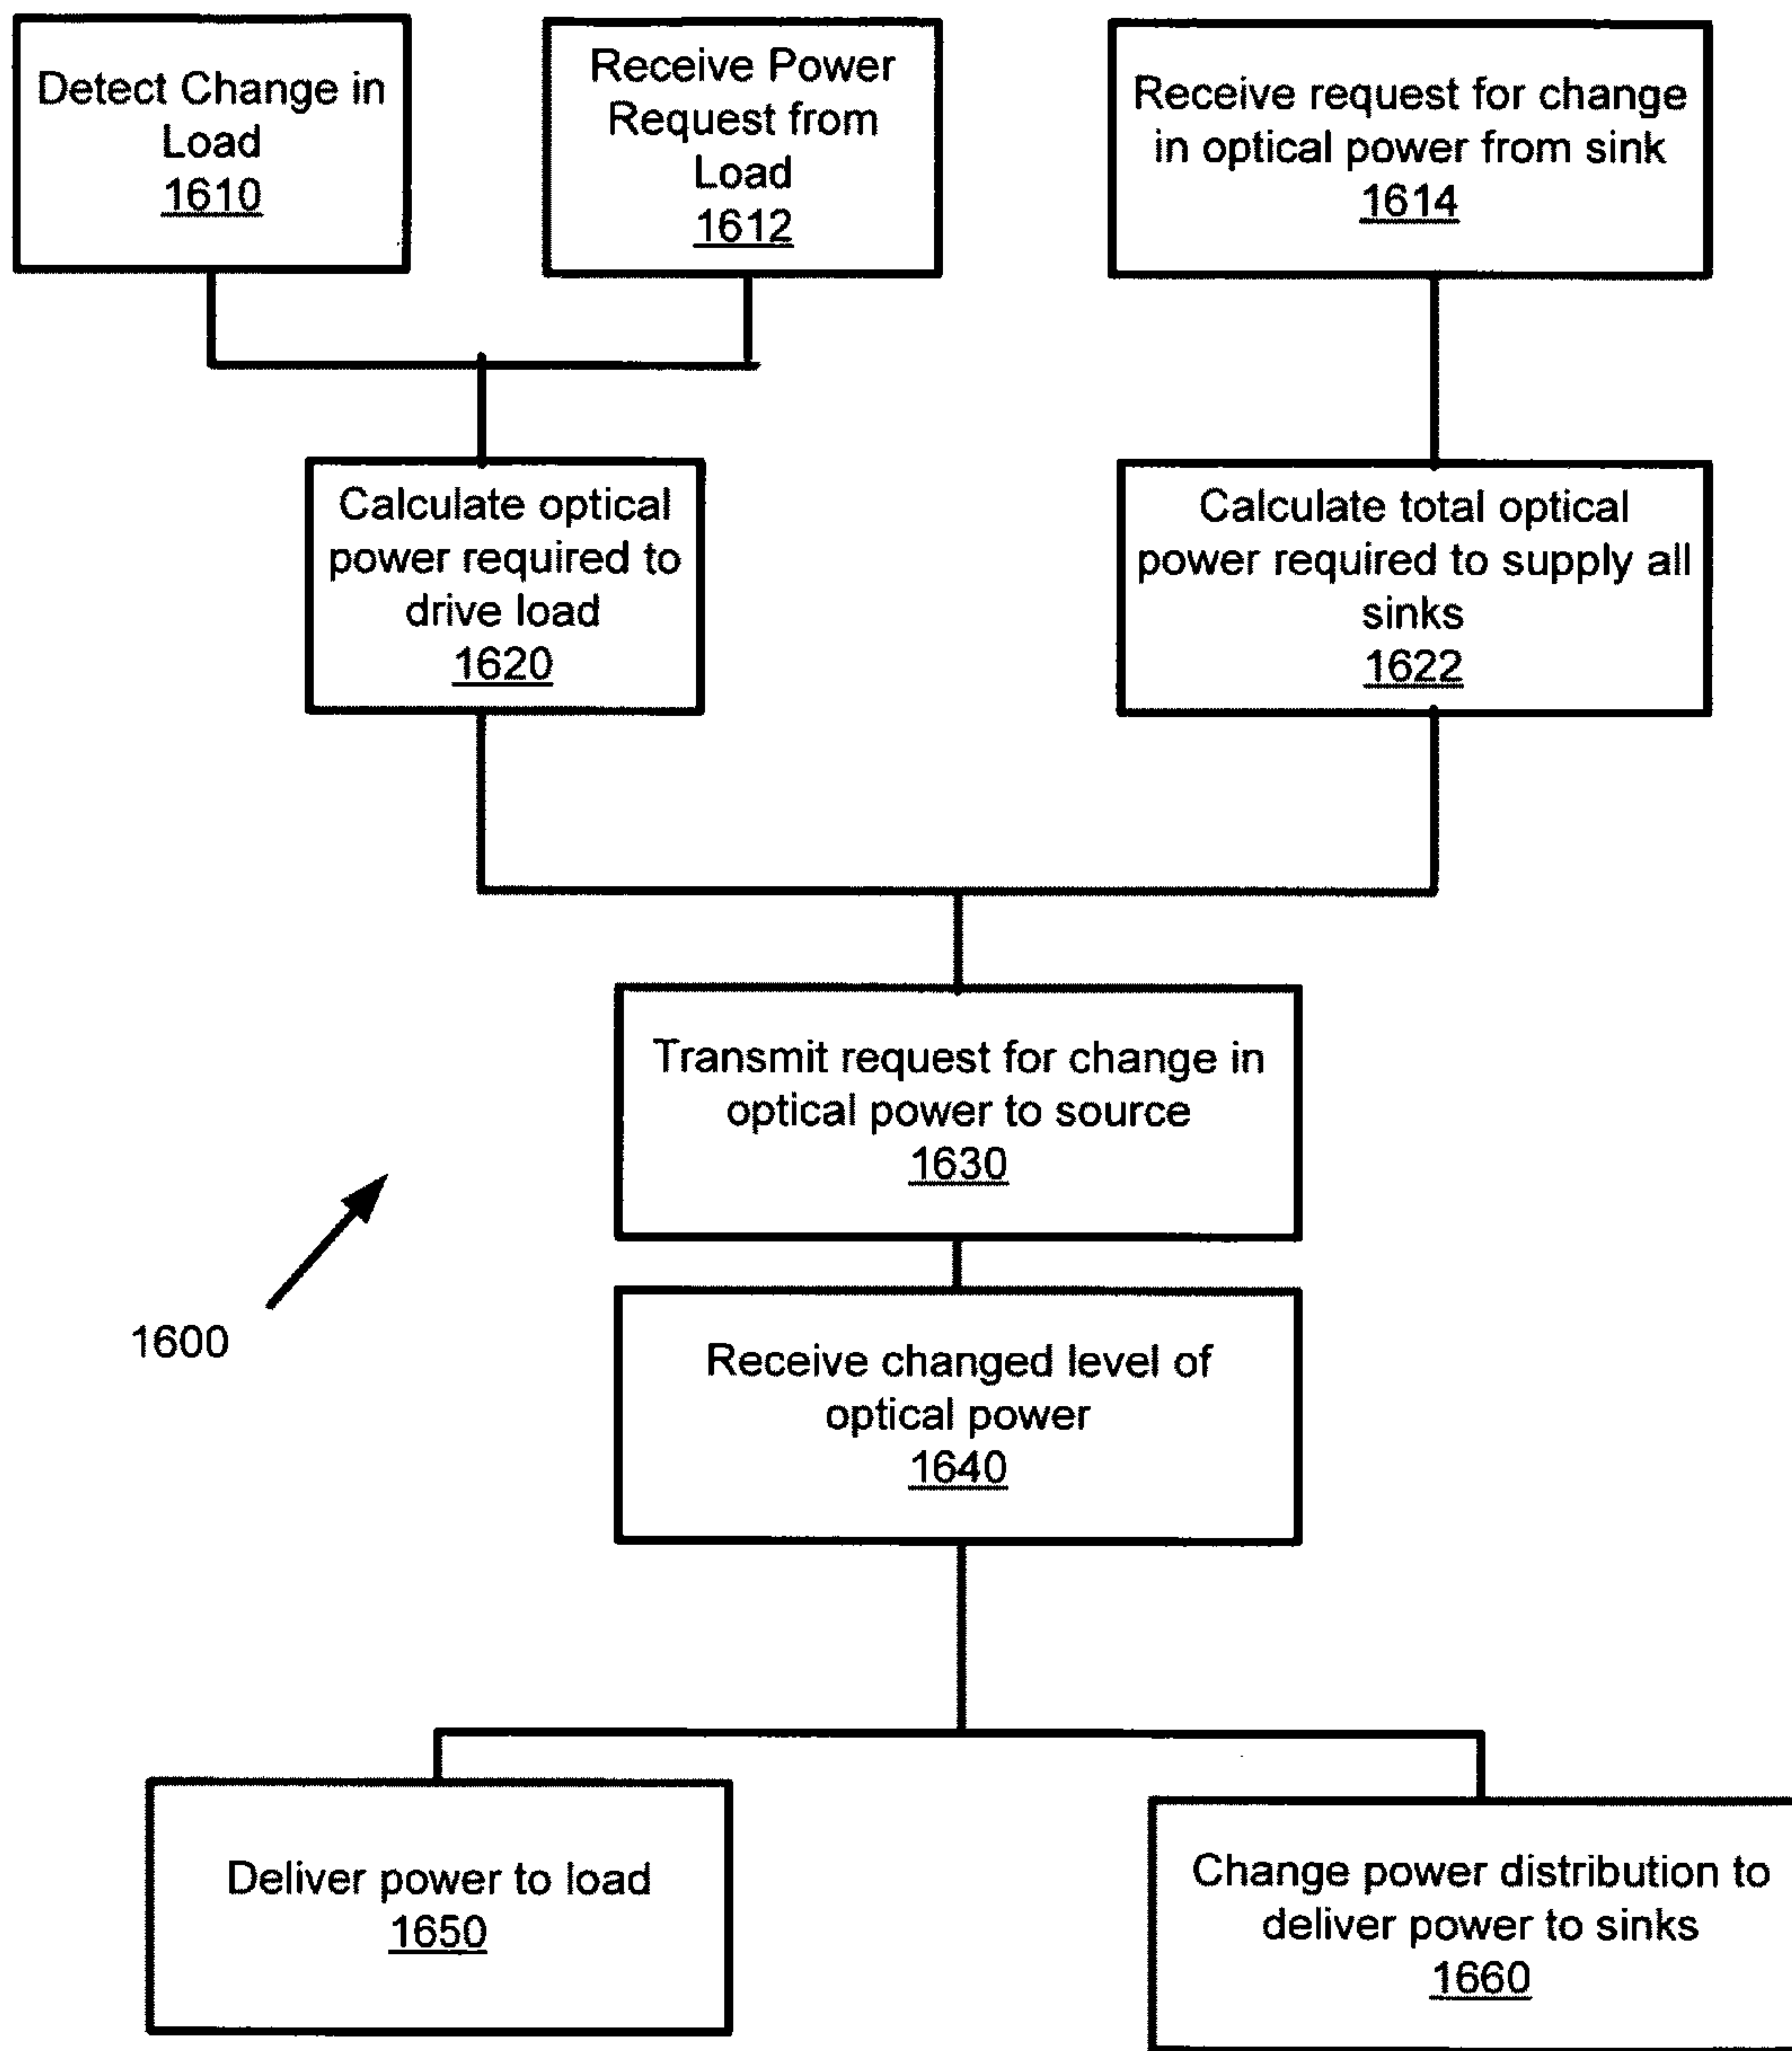 Detect Change in
Load
1610
Receive Power
Request from
Load
1612
Receive request for change
in optical power from sink
1614
Calculate optical
power required to
drive load
1620
Calculate total optical
power required to supply all
sinks
1622
Transmit request for change in
optical power to source
1630
1600
Receive changed level of
optical power
1640
Deliver power to load
1650
Change power distribution to
deliver power to sinks
1660